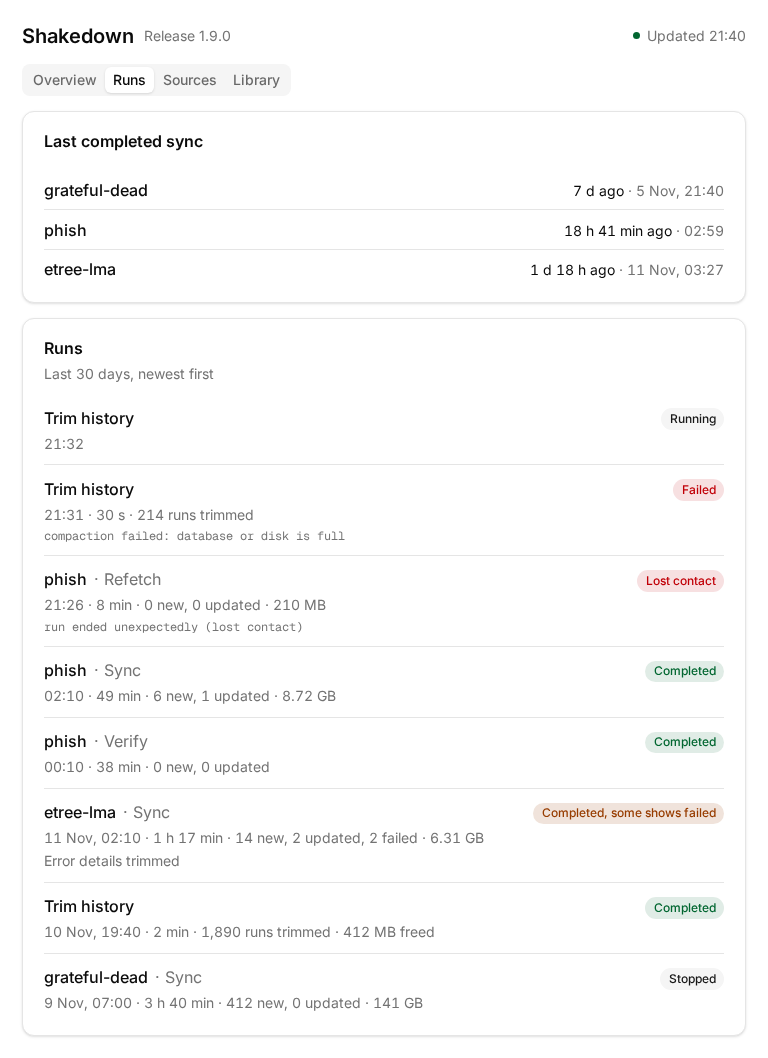 Shakedown Release 1.9.0
Updated 21:40
Overview Runs Sources Library
Last completed sync
grateful-dead 7 d ago · 5 Nov, 21:40
phish 18 h 41 min ago · 02:59
etree-lma 1 d 18 h ago · 11 Nov, 03:27
Runs
Last 30 days, newest first
Trim history Running
21:32
Trim history Failed
21:31 · 30 s · 214 runs trimmed
compaction failed: database or disk is full
phish · Refetch Lost contact
21:26 · 8 min · 0 new, 0 updated · 210 MB
run ended unexpectedly (lost contact)
phish · Sync Completed
02:10 · 49 min · 6 new, 1 updated · 8.72 GB
phish · Verify Completed
00:10 · 38 min · 0 new, 0 updated
etree-lma · Sync Completed, some shows failed
11 Nov, 02:10 · 1 h 17 min · 14 new, 2 updated, 2 failed · 6.31 GB
Error details trimmed
Trim history Completed
10 Nov, 19:40 · 2 min · 1,890 runs trimmed · 412 MB freed
grateful-dead · Sync Stopped
9 Nov, 07:00 · 3 h 40 min · 412 new, 0 updated · 141 GB